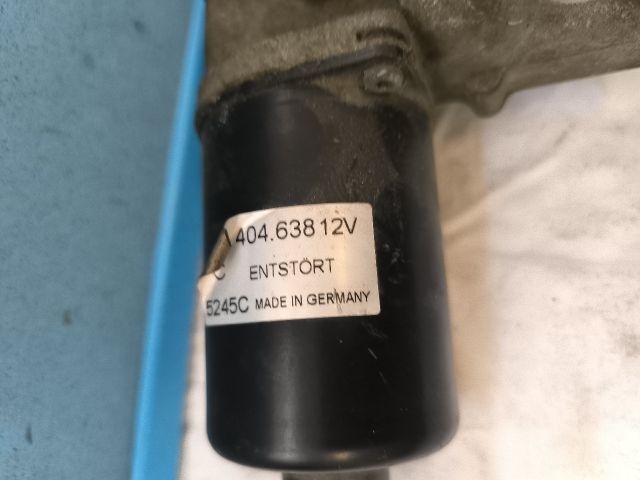 A 404.638 12V
C ENTSTÖRT
5245C MADE IN GERMANY